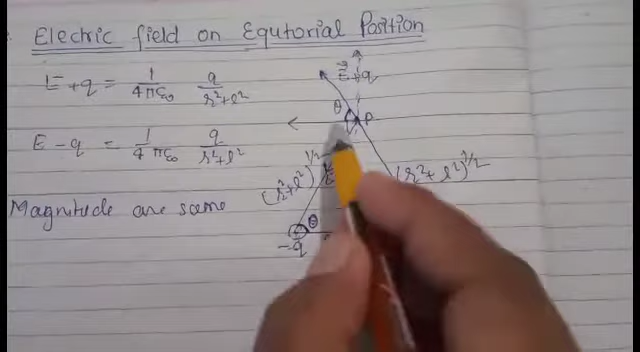 Electric field on Equtorial Position
E+q = 1/4πε₀ q/r²+l²
E⃗+q
θ
P
E-q = 1/4πε₀ q/r²+l²
(r²+l²)^1/2
(r²+l²)^1/2
Magnitude are same
θ
-q